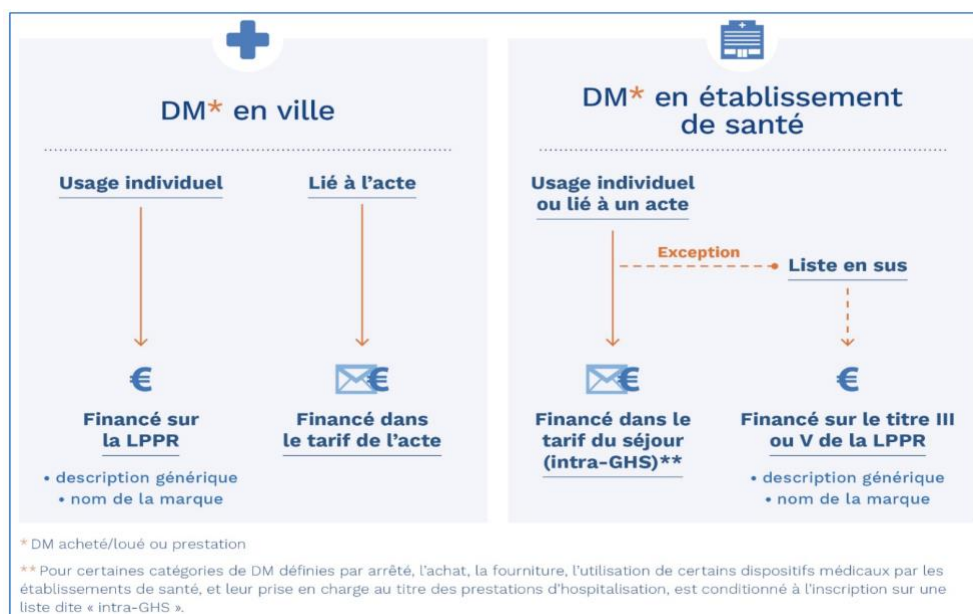 DM* en ville
Usage individuel
Lié à l'acte
€
Financé sur
la LPPR
• description générique
• nom de la marque
€
Financé dans
le tarif de l'acte
DM* en établissement
de santé
Usage individuel
ou lié à un acte
Exception
Liste en sus
€
Financé dans le
tarif du séjour
(intra-GHS)**
€
Financé sur le titre III
ou V de la LPPR
• description générique
• nom de la marque
* DM acheté/loué ou prestation
** Pour certaines catégories de DM définies par arrêté, l'achat, la fourniture, l'utilisation de certains dispositifs médicaux par les
établissements de santé, et leur prise en charge au titre des prestations d'hospitalisation, est conditionné à l'inscription sur une
liste dite « intra-GHS ».